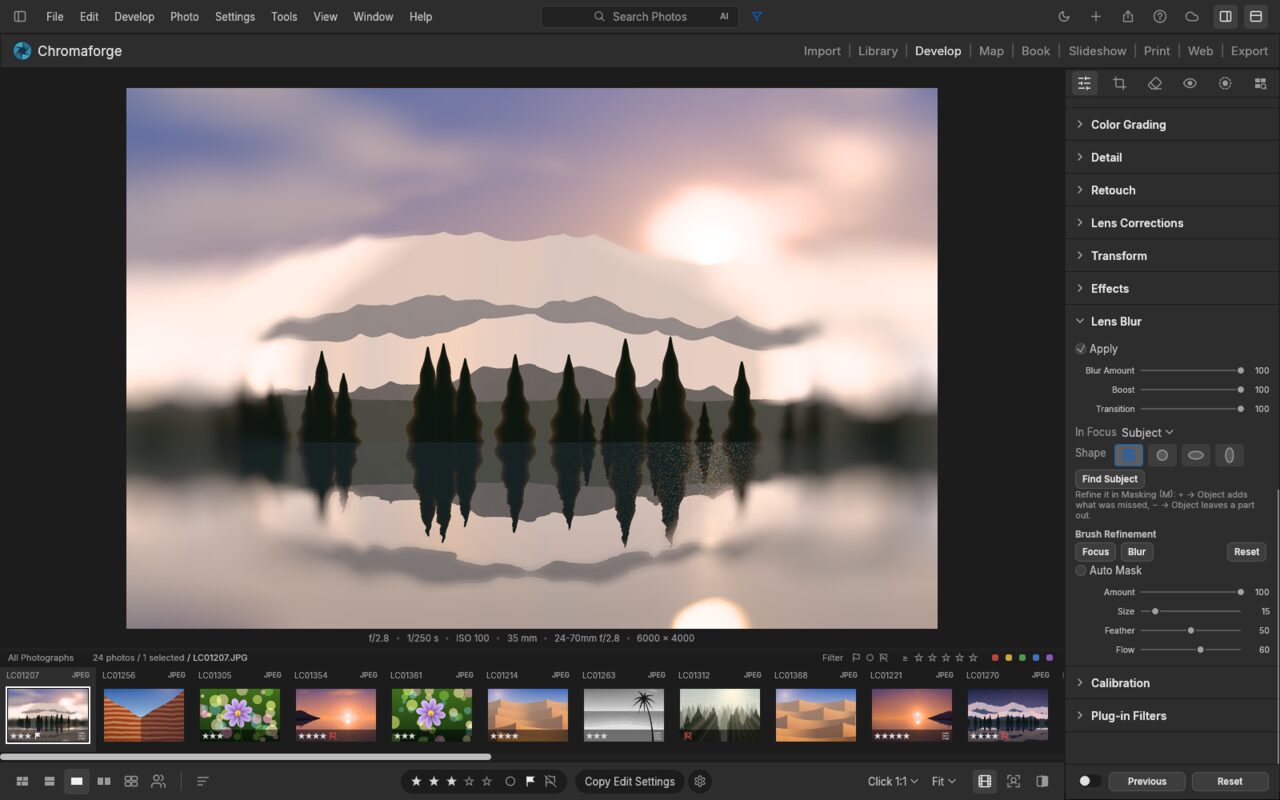 File Edit Develop Photo Settings Tools View Window Help
Search Photos AI
Chromaforge
Import Library Develop Map Book Slideshow Print Web Export
Color Grading
Detail
Retouch
Lens Corrections
Transform
Effects
Lens Blur
Apply
Blur Amount 100
Boost 100
Transition 100
In Focus Subject
Shape
Find Subject
Refine it in Masking (M): + → Object adds
what was missed, − → Object leaves a part
out.
Brush Refinement
Focus Blur Reset
Auto Mask
Amount 100
Size 15
Feather 50
Flow 60
Calibration
Plug-in Filters
f/2.8 • 1/250 s • ISO 100 • 35 mm • 24-70mm f/2.8 • 6000 × 4000
All Photographs 24 photos / 1 selected / LC01207.JPG Filter ≥
LC01207 JPEG LC01256 JPEG LC01305 JPEG LC01354 JPEG LC01361 JPEG LC01214 JPEG LC01263 JPEG LC01312 JPEG LC01368 JPEG LC01221 JPEG LC01270 JPEG
Copy Edit Settings Click 1:1 Fit Previous Reset